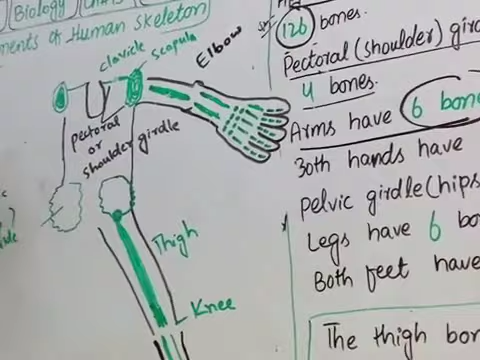 Biology
ments of Human Skeleton
clavicle
scapula
Elbow
pectoral
or
shoulder girdle
Thigh
Knee
126 bones.
Pectoral (shoulder) gird
4 bones.
Arms have 6 bone
Both hands have
Pelvic girdle (hips
Legs have 6 bo
Both feet have
The thigh bon